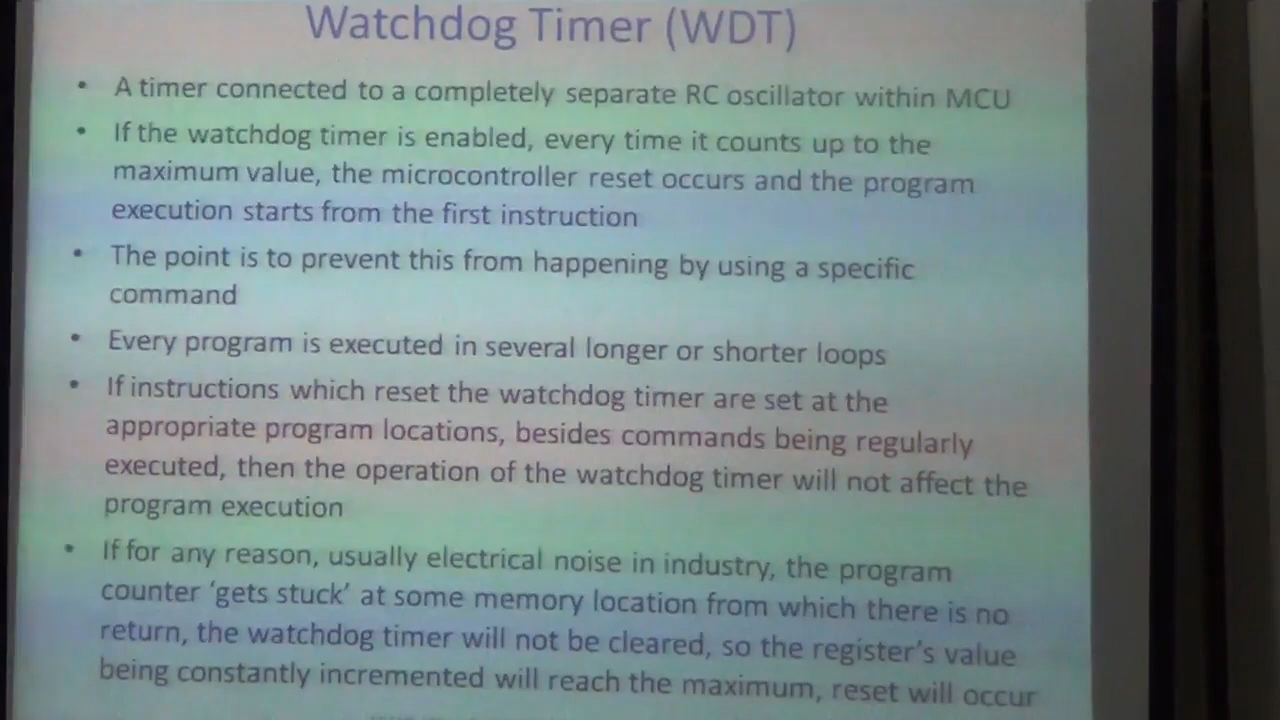 Watchdog Timer (WDT)
• A timer connected to a completely separate RC oscillator within MCU
• If the watchdog timer is enabled, every time it counts up to the
maximum value, the microcontroller reset occurs and the program
execution starts from the first instruction
• The point is to prevent this from happening by using a specific
command
• Every program is executed in several longer or shorter loops
• If instructions which reset the watchdog timer are set at the
appropriate program locations, besides commands being regularly
executed, then the operation of the watchdog timer will not affect the
program execution
• If for any reason, usually electrical noise in industry, the program
counter ‘gets stuck’ at some memory location from which there is no
return, the watchdog timer will not be cleared, so the register’s value
being constantly incremented will reach the maximum, reset will occur